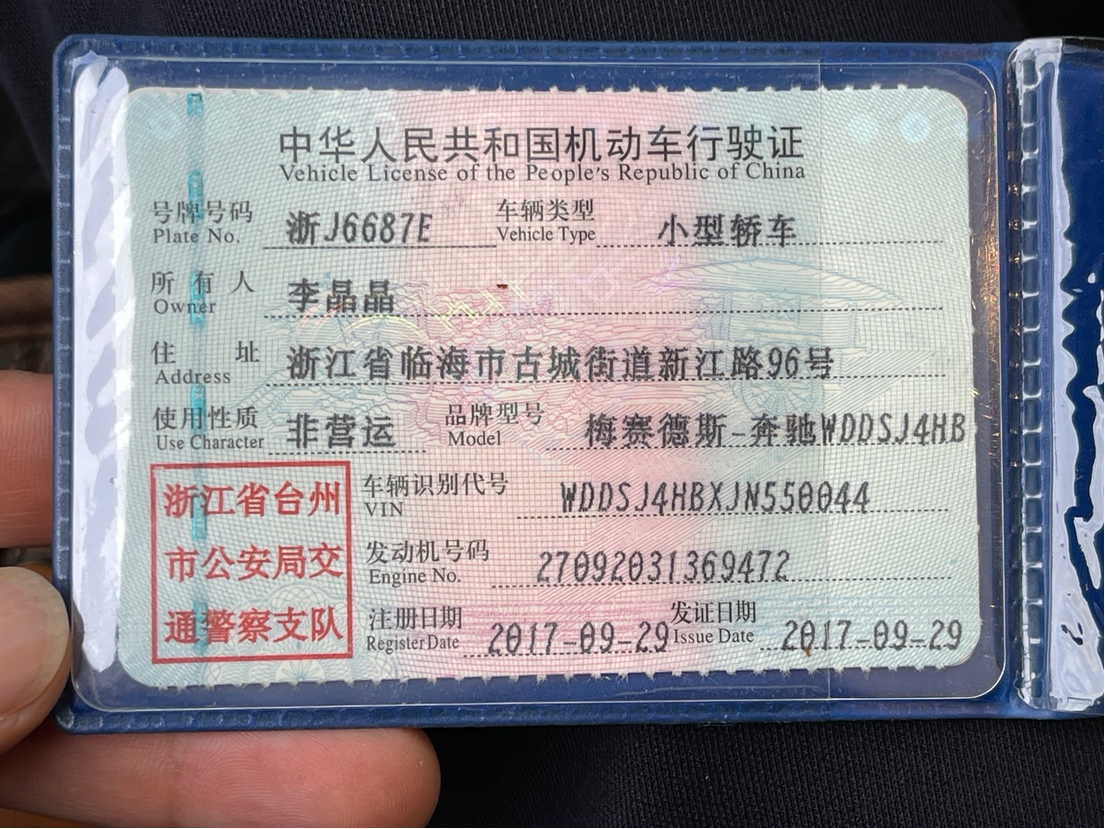 中华人民共和国机动车行驶证
Vehicle License of the People's Republic of China
号牌号码 浙J6687E 车辆类型 小型轿车
Plate No. Vehicle Type
所有人 李晶晶
Owner
住址 浙江省临海市古城街道新江路96号
Address
使用性质 非营运 品牌型号 梅赛德斯-奔驰WDDSJ4HB
Use Character Model
浙江省台州
市公安局交
通警察支队
车辆识别代号 WDDSJ4HBXJN550044
VIN
发动机号码 27092031369472
Engine No.
注册日期 2017-09-29 发证日期 2017-09-29
Register Date Issue Date